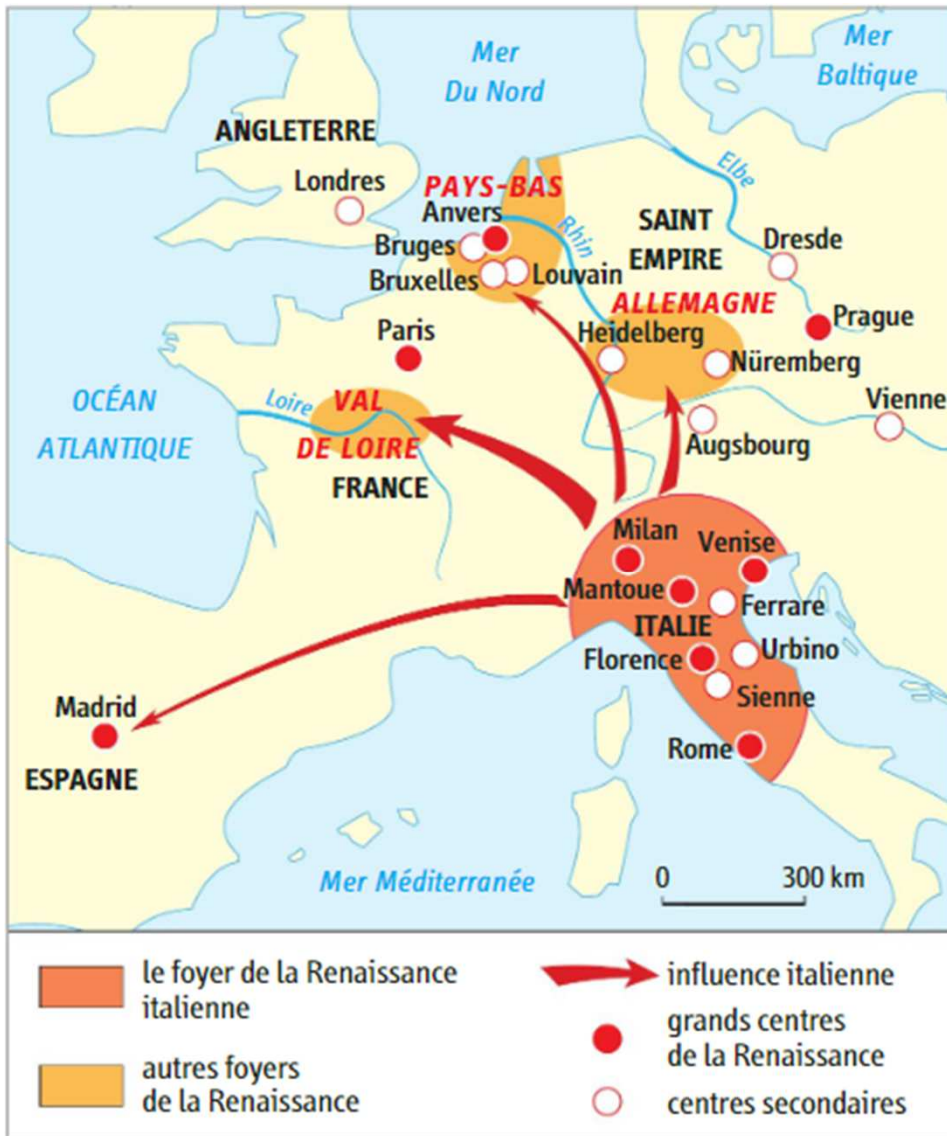 Mer
Du Nord
Mer
Baltique
ANGLETERRE
Londres
PAYS-BAS
Anvers
Bruges
Bruxelles
Louvain
Rhin
Elbe
SAINT
EMPIRE
Dresde
ALLEMAGNE
Prague
Heidelberg
Nüremberg
Paris
Vienne
OCÉAN
ATLANTIQUE
Loire
VAL
DE LOIRE
FRANCE
Augsbourg
Milan
Venise
Mantoue
Ferrare
ITALIE
Florence
Urbino
Sienne
Rome
Madrid
ESPAGNE
Mer Méditerranée
0 300 km
le foyer de la Renaissance
italienne
autres foyers
de la Renaissance
influence italienne
grands centres
de la Renaissance
centres secondaires